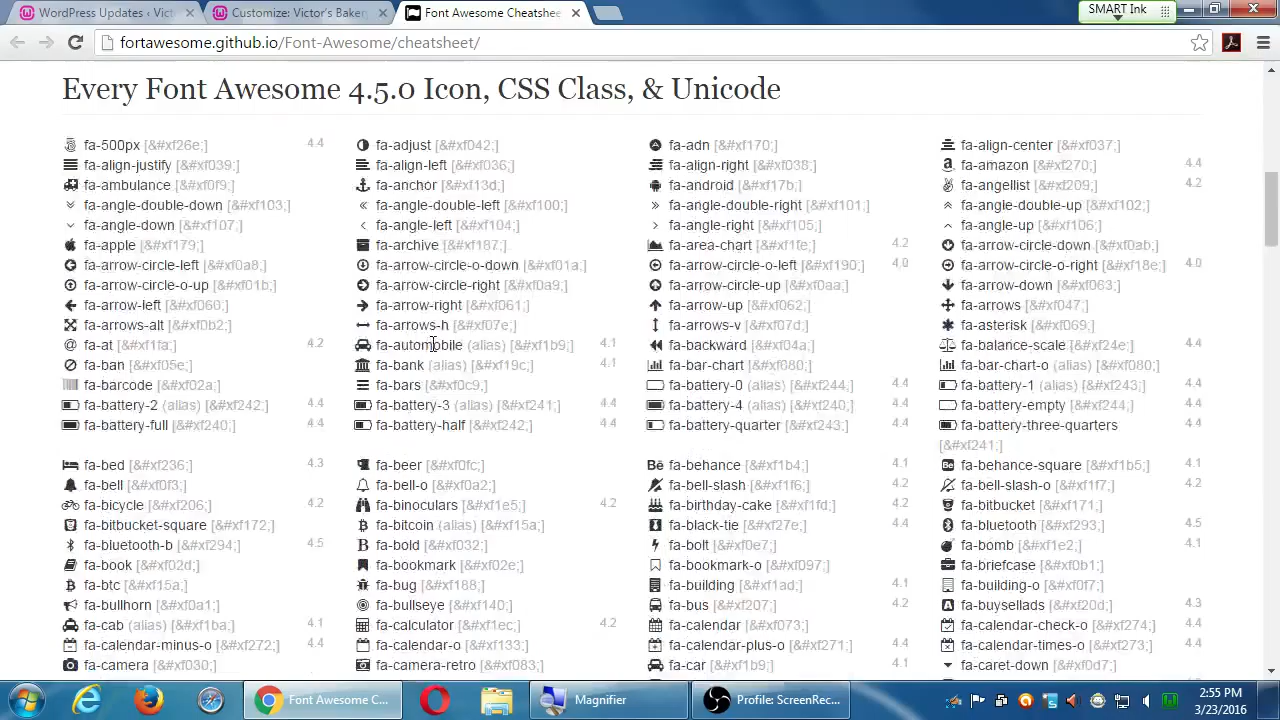 WordPress Updates ‹ Vict
Customize: Victor's Bakery
Font Awesome Cheatshee
SMART Ink
fortawesome.github.io/Font-Awesome/cheatsheet/
Every Font Awesome 4.5.0 Icon, CSS Class, & Unicode
fa-500px [&#xf26e;] 4.4 fa-adjust [&#xf042;] fa-adn [&#xf170;] fa-align-center [&#xf037;]
fa-align-justify [&#xf039;] fa-align-left [&#xf036;] fa-align-right [&#xf038;] fa-amazon [&#xf270;] 4.4
fa-ambulance [&#xf0f9;] fa-anchor [&#xf13d;] fa-android [&#xf17b;] fa-angellist [&#xf209;] 4.2
fa-angle-double-down [&#xf103;] fa-angle-double-left [&#xf100;] fa-angle-double-right [&#xf101;] fa-angle-double-up [&#xf102;]
fa-angle-down [&#xf107;] fa-angle-left [&#xf104;] fa-angle-right [&#xf105;] fa-angle-up [&#xf106;]
fa-apple [&#xf179;] fa-archive [&#xf187;] fa-area-chart [&#xf1fe;] 4.2 fa-arrow-circle-down [&#xf0ab;]
fa-arrow-circle-left [&#xf0a8;] fa-arrow-circle-o-down [&#xf01a;] fa-arrow-circle-o-left [&#xf190;] 4.0 fa-arrow-circle-o-right [&#xf18e;] 4.0
fa-arrow-circle-o-up [&#xf01b;] fa-arrow-circle-right [&#xf0a9;] fa-arrow-circle-up [&#xf0aa;] fa-arrow-down [&#xf063;]
fa-arrow-left [&#xf060;] fa-arrow-right [&#xf061;] fa-arrow-up [&#xf062;] fa-arrows [&#xf047;]
fa-arrows-alt [&#xf0b2;] fa-arrows-h [&#xf07e;] fa-arrows-v [&#xf07d;] fa-asterisk [&#xf069;]
fa-at [&#xf1fa;] 4.2 fa-automobile (alias) [&#xf1b9;] 4.1 fa-backward [&#xf04a;] fa-balance-scale [&#xf24e;] 4.4
fa-ban [&#xf05e;] fa-bank (alias) [&#xf19c;] 4.1 fa-bar-chart [&#xf080;] fa-bar-chart-o (alias) [&#xf080;]
fa-barcode [&#xf02a;] fa-bars [&#xf0c9;] fa-battery-0 (alias) [&#xf244;] 4.4 fa-battery-1 (alias) [&#xf243;] 4.4
fa-battery-2 (alias) [&#xf242;] 4.4 fa-battery-3 (alias) [&#xf241;] 4.4 fa-battery-4 (alias) [&#xf240;] 4.4 fa-battery-empty [&#xf244;] 4.4
fa-battery-full [&#xf240;] 4.4 fa-battery-half [&#xf242;] 4.4 fa-battery-quarter [&#xf243;] 4.4 fa-battery-three-quarters 4.4
[&#xf241;]
fa-bed [&#xf236;] 4.3 fa-beer [&#xf0fc;] fa-behance [&#xf1b4;] 4.1 fa-behance-square [&#xf1b5;] 4.1
fa-bell [&#xf0f3;] fa-bell-o [&#xf0a2;] fa-bell-slash [&#xf1f6;] 4.2 fa-bell-slash-o [&#xf1f7;] 4.2
fa-bicycle [&#xf206;] 4.2 fa-binoculars [&#xf1e5;] 4.2 fa-birthday-cake [&#xf1fd;] 4.2 fa-bitbucket [&#xf171;]
fa-bitbucket-square [&#xf172;] fa-bitcoin (alias) [&#xf15a;] fa-black-tie [&#xf27e;] 4.4 fa-bluetooth [&#xf293;] 4.5
fa-bluetooth-b [&#xf294;] 4.5 fa-bold [&#xf032;] fa-bolt [&#xf0e7;] fa-bomb [&#xf1e2;] 4.1
fa-book [&#xf02d;] fa-bookmark [&#xf02e;] fa-bookmark-o [&#xf097;] fa-briefcase [&#xf0b1;]
fa-btc [&#xf15a;] fa-bug [&#xf188;] fa-building [&#xf1ad;] 4.1 fa-building-o [&#xf0f7;]
fa-bullhorn [&#xf0a1;] fa-bullseye [&#xf140;] fa-bus [&#xf207;] 4.2 fa-buysellads [&#xf20d;] 4.3
fa-cab (alias) [&#xf1ba;] 4.1 fa-calculator [&#xf1ec;] 4.2 fa-calendar [&#xf073;] fa-calendar-check-o [&#xf274;] 4.4
fa-calendar-minus-o [&#xf272;] 4.4 fa-calendar-o [&#xf133;] fa-calendar-plus-o [&#xf271;] 4.4 fa-calendar-times-o [&#xf273;] 4.4
fa-camera [&#xf030;] fa-camera-retro [&#xf083;] fa-car [&#xf1b9;] 4.1 fa-caret-down [&#xf0d7;]
Font Awesome C...
Magnifier
Profile: ScreenRec...
2:55 PM
3/23/2016